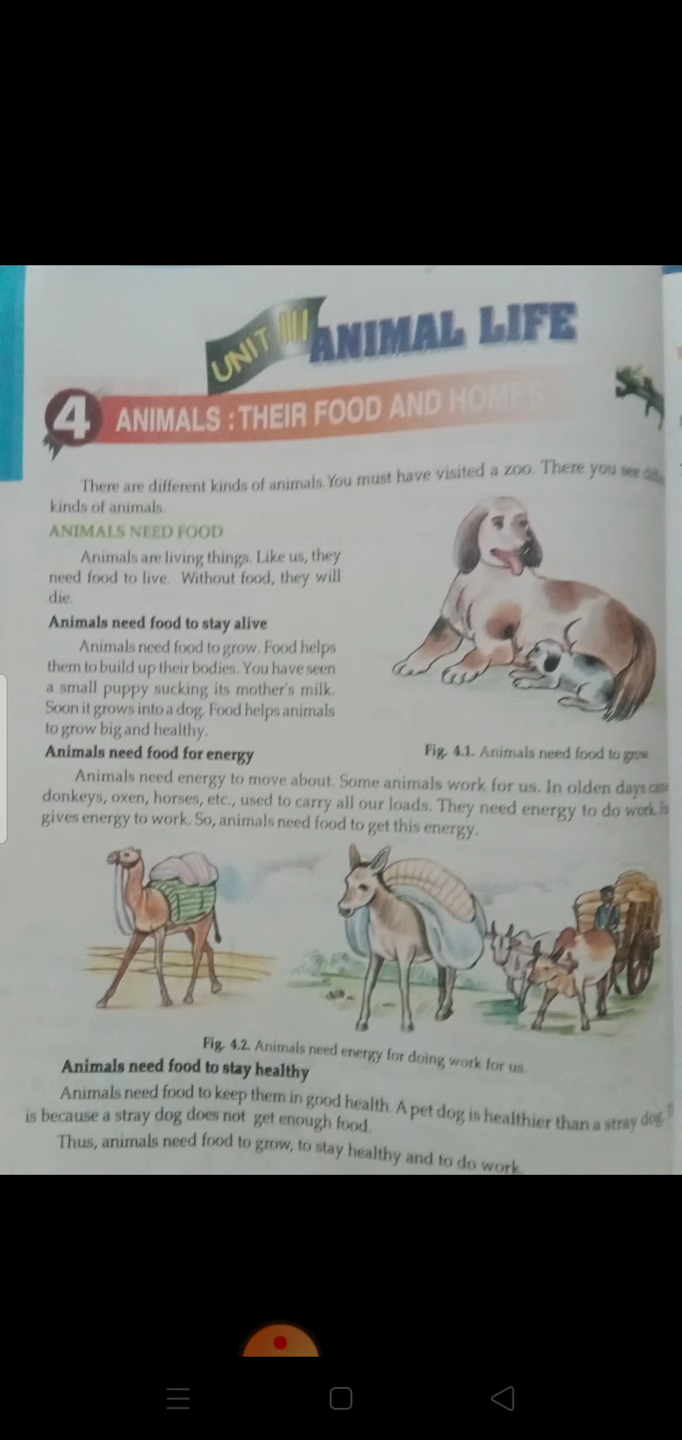 UNIT III ANIMAL LIFE
4 ANIMALS : THEIR FOOD AND HOMES
There are different kinds of animals. You must have visited a zoo. There you see
kinds of animals.
ANIMALS NEED FOOD
Animals are living things. Like us, they
need food to live. Without food, they will
die.
Animals need food to stay alive
Animals need food to grow. Food helps
them to build up their bodies. You have seen
a small puppy sucking its mother's milk.
Soon it grows into a dog. Food helps animals
to grow big and healthy.
Fig. 4.1. Animals need food to grow
Animals need food for energy
Animals need energy to move about. Some animals work for us. In olden days
donkeys, oxen, horses, etc., used to carry all our loads. They need energy to do work.
gives energy to work. So, animals need food to get this energy.
Fig. 4.2. Animals need energy for doing work for us.
Animals need food to stay healthy
Animals need food to keep them in good health. A pet dog is healthier than a stray dog.
is because a stray dog does not get enough food.
Thus, animals need food to grow, to stay healthy and to do work.